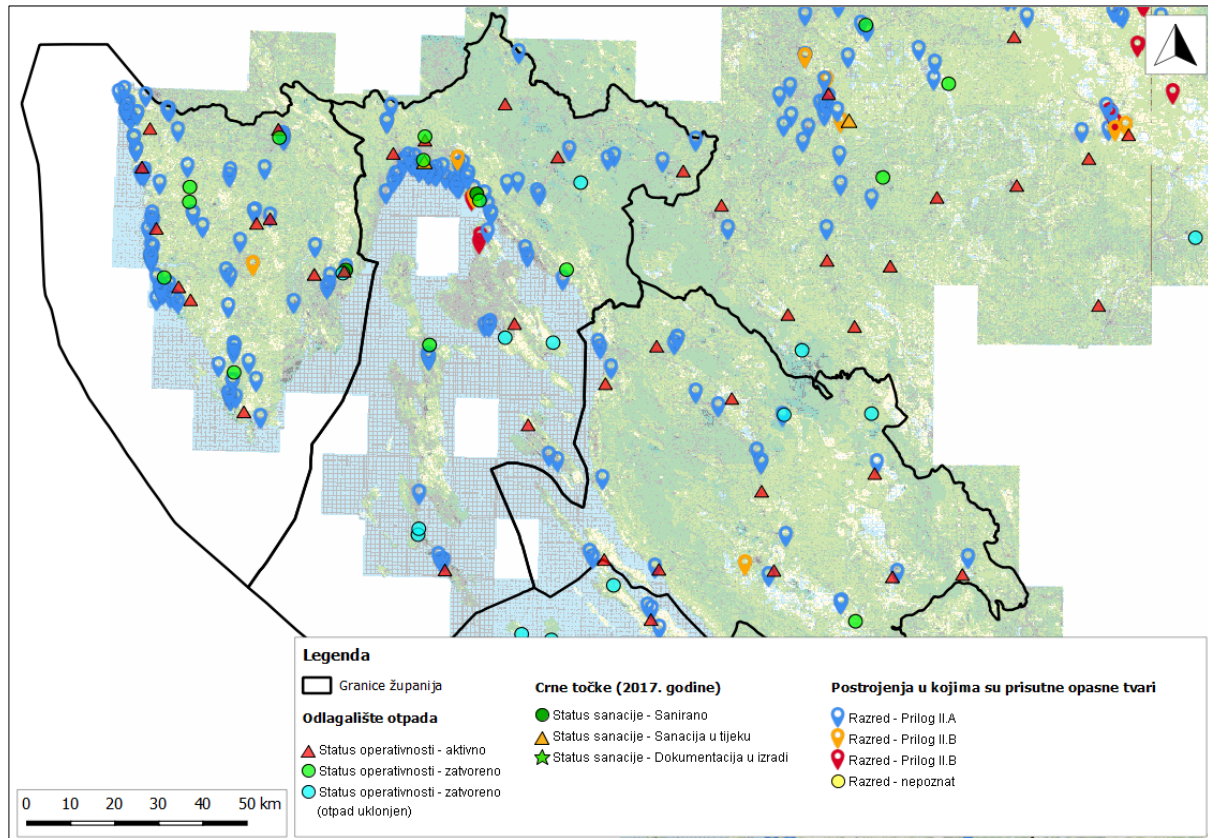 Legenda
Granice županija
Odlagalište otpada
Status operativnosti - aktivno
Status operativnosti - zatvoreno
Status operativnosti - zatvoreno
(otpad uklonjen)
Crne točke (2017. godine)
Status sanacije - Sanirano
Status sanacije - Sanacija u tijeku
Status sanacije - Dokumentacija u izradi
Postrojenja u kojima su prisutne opasne tvari
Razred - Prilog II.A
Razred - Prilog II.B
Razred - Prilog II.B
Razred - nepoznat
0 10 20 30 40 50 km